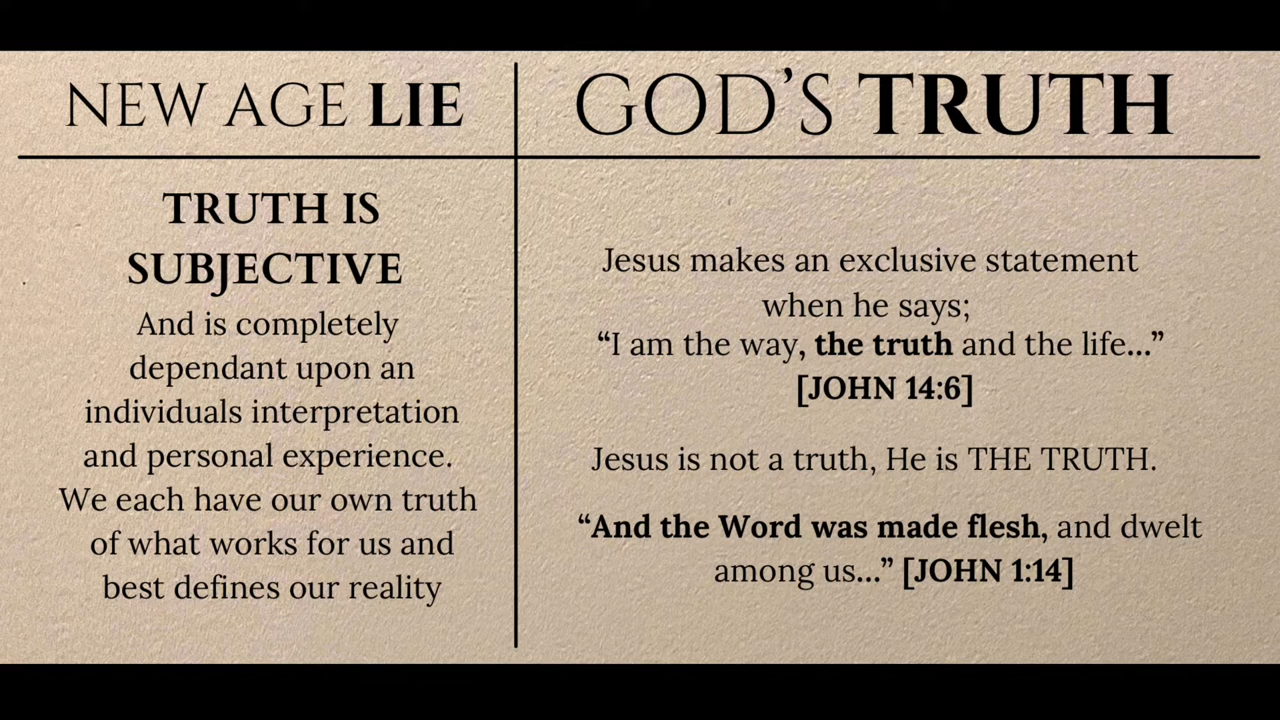 NEW AGE LIE
GOD'S TRUTH
TRUTH IS
SUBJECTIVE
And is completely
dependant upon an
individuals interpretation
and personal experience.
We each have our own truth
of what works for us and
best defines our reality
Jesus makes an exclusive statement
when he says;
“I am the way, the truth and the life...”
[JOHN 14:6]
Jesus is not a truth, He is THE TRUTH.
“And the Word was made flesh, and dwelt
among us...” [JOHN 1:14]